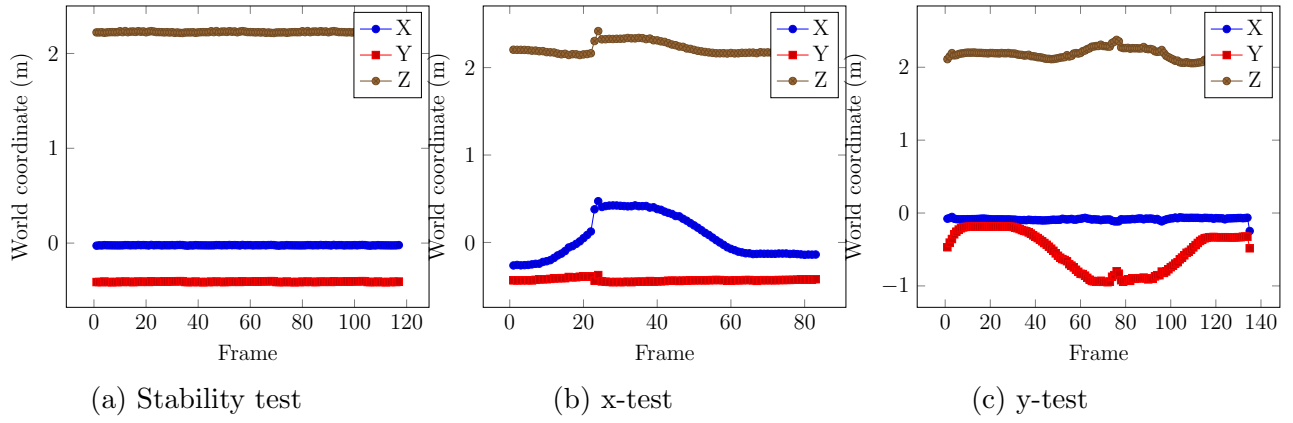 World coordinate (m)
2
1
0
0 20 40 60 80 100 120
Frame
X
Y
Z
(a) Stability test
World coordinate (m)
2
1
0
0 20 40 60 80
Frame
X
Y
Z
(b) x-test
World coordinate (m)
2
1
0
−1
0 20 40 60 80 100 120 140
Frame
X
Y
Z
(c) y-test